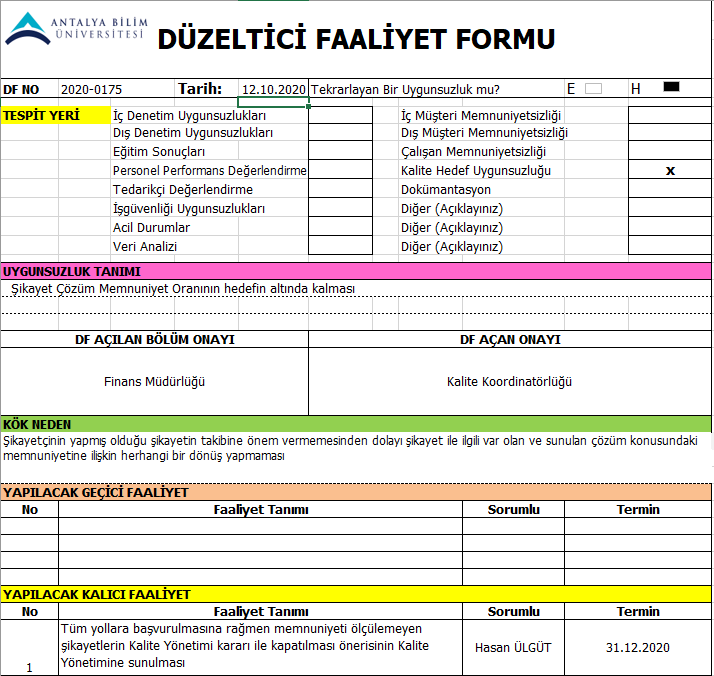 ANTALYA BİLİM
ÜNİVERSİTESİ
DÜZELTİCİ FAALİYET FORMU
DF NO 2020-0175 Tarih: 12.10.2020 Tekrarlayan Bir Uygunsuzluk mu? E H
TESPİT YERİ İç Denetim Uygunsuzlukları İç Müşteri Memnuniyetsizliği
Dış Denetim Uygunsuzlukları Dış Müşteri Memnuniyetsizliği
Eğitim Sonuçları Çalışan Memnuniyetsizliği
Personel Performans Değerlendirme Kalite Hedef Uygunsuzluğu x
Tedarikçi Değerlendirme Dokümantasyon
İşgüvenliği Uygunsuzlukları Diğer (Açıklayınız)
Acil Durumlar Diğer (Açıklayınız)
Veri Analizi Diğer (Açıklayınız)
UYGUNSUZLUK TANIMI
Şikayet Çözüm Memnuniyet Oranının hedefin altında kalması
DF AÇILAN BÖLÜM ONAYI DF AÇAN ONAYI
Finans Müdürlüğü Kalite Koordinatörlüğü
KÖK NEDEN
Şikayetçinin yapmış olduğu şikayetin takibine önem vermemesinden dolayı şikayet ile ilgili var olan ve sunulan çözüm konusundaki
memnuniyetine ilişkin herhangi bir dönüş yapmaması
YAPILACAK GEÇİCİ FAALİYET
No Faaliyet Tanımı Sorumlu Termin
YAPILACAK KALICI FAALİYET
No Faaliyet Tanımı Sorumlu Termin
Tüm yollara başvurulmasına rağmen memnuniyeti ölçülemeyen
şikayetlerin Kalite Yönetimi kararı ile kapatılması önerisinin Kalite Hasan ÜLGÜT 31.12.2020
1 Yönetimine sunulması